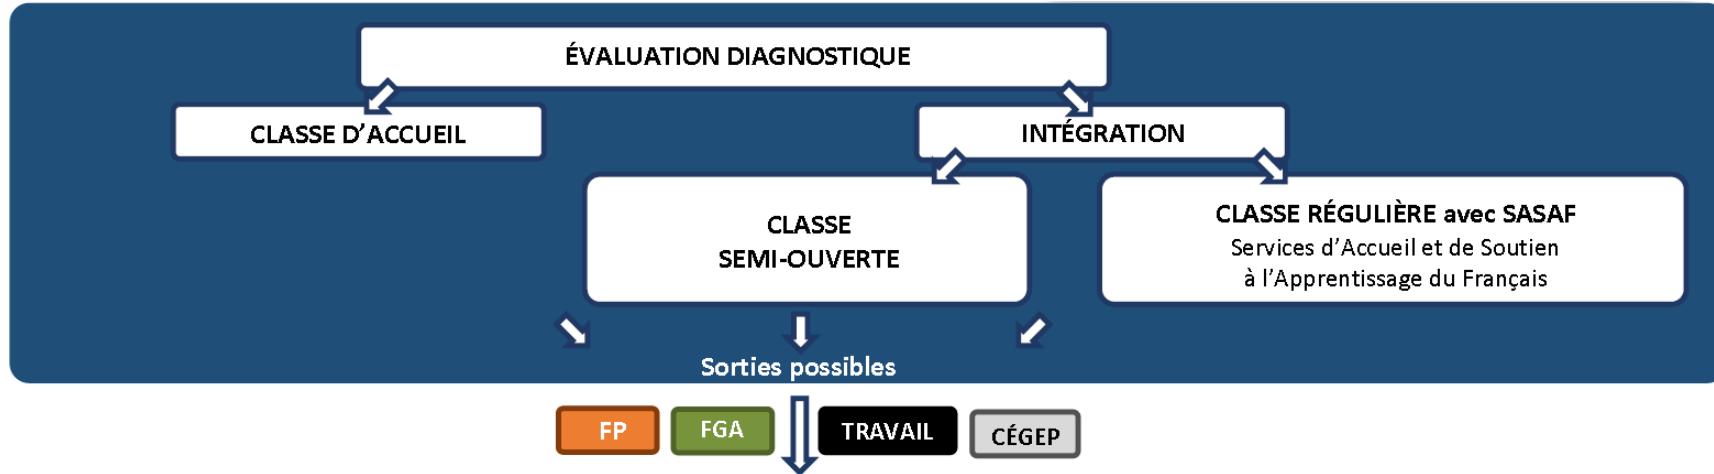 ÉVALUATION DIAGNOSTIQUE
CLASSE D’ACCUEIL
INTÉGRATION
CLASSE
SEMI-OUVERTE
CLASSE RÉGULIÈRE avec SASAF
Services d’Accueil et de Soutien
à l’Apprentissage du Français
Sorties possibles
FP
FGA
TRAVAIL
CÉGEP